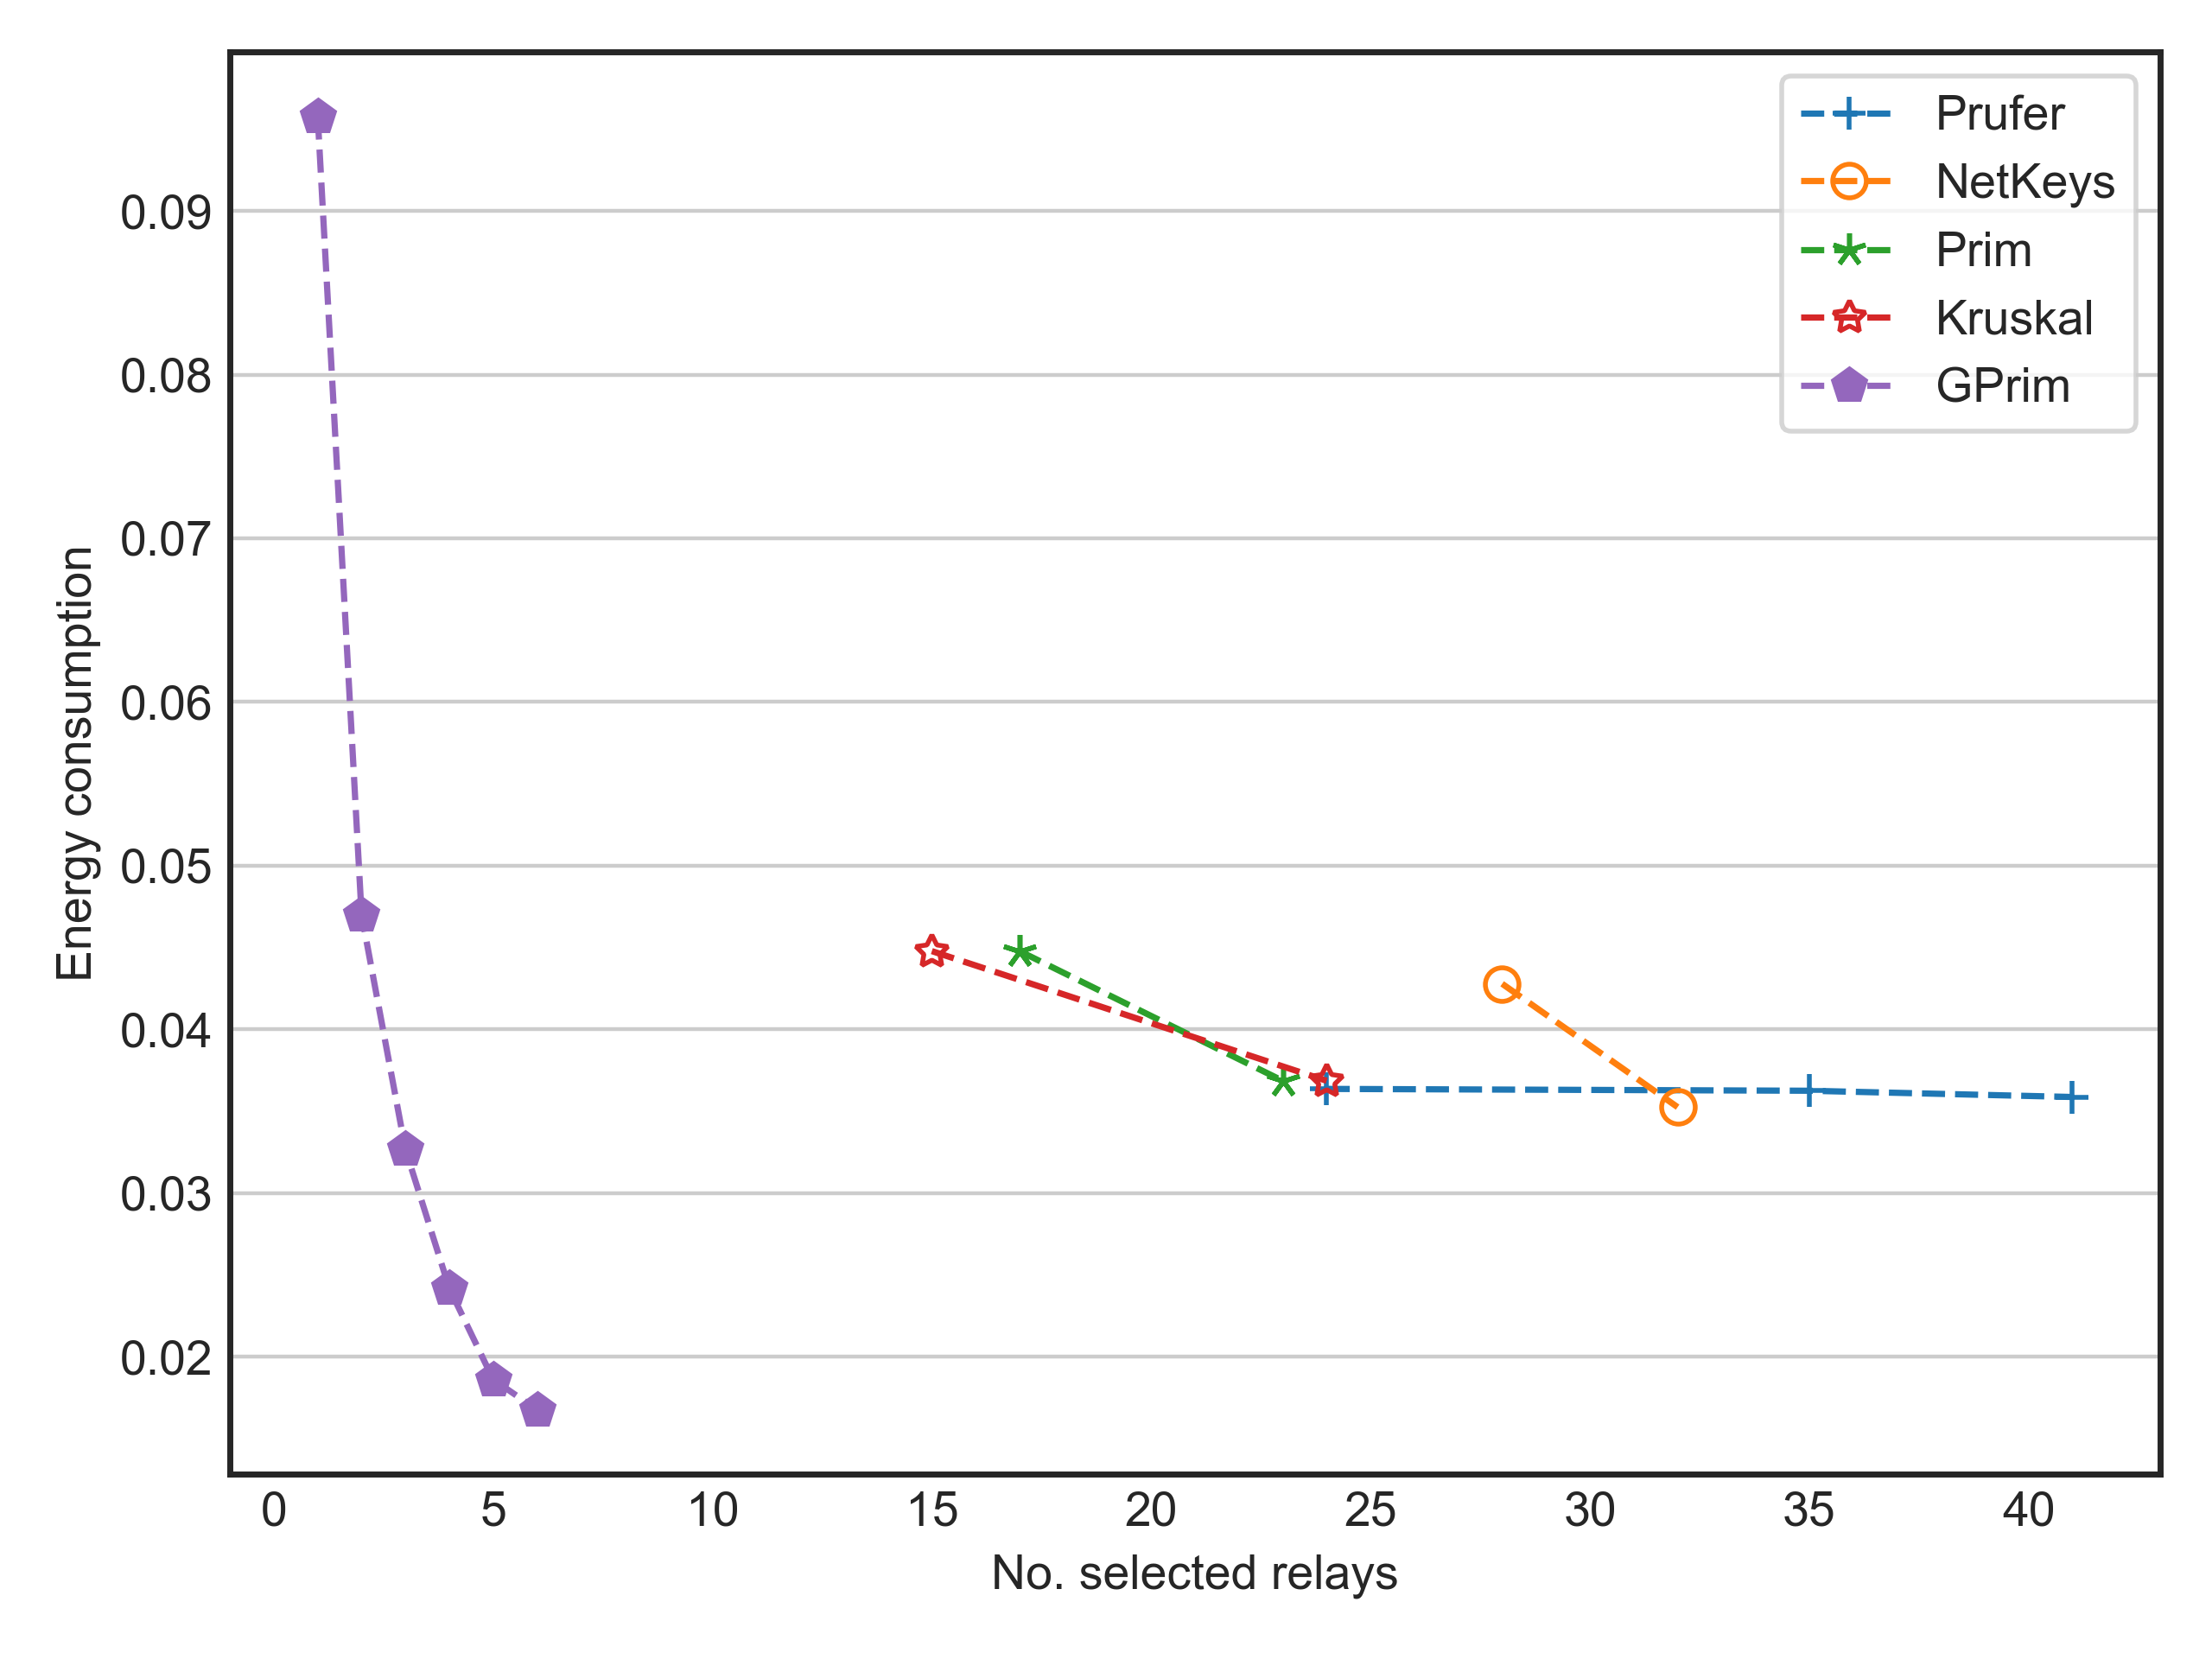 Prufer
NetKeys
Prim
Kruskal
GPrim
0.09
0.08
0.07
0.06
0.05
0.04
0.03
0.02
Energy consumption
0 5 10 15 20 25 30 35 40
No. selected relays